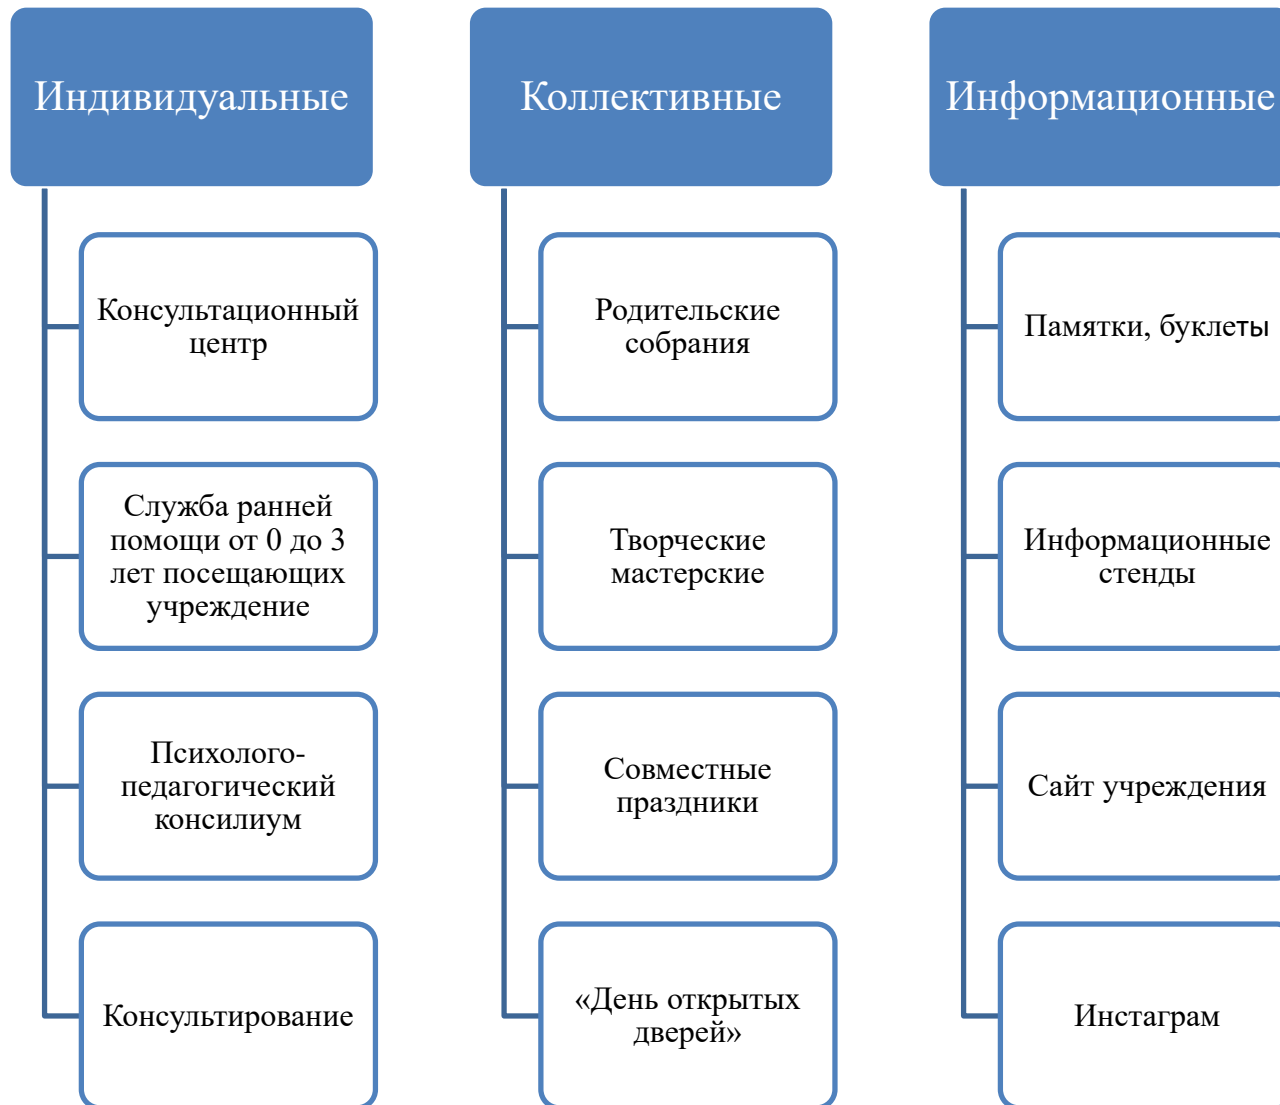 Индивидуальные
Консультационный
центр
Служба ранней
помощи от 0 до 3
лет посещающих
учреждение
Психолого-
педагогический
консилиум
Консультирование
Коллективные
Родительские
собрания
Творческие
мастерские
Совместные
праздники
«День открытых
дверей»
Информационные
Памятки, буклеты
Информационные
стенды
Сайт учреждения
Инстаграм